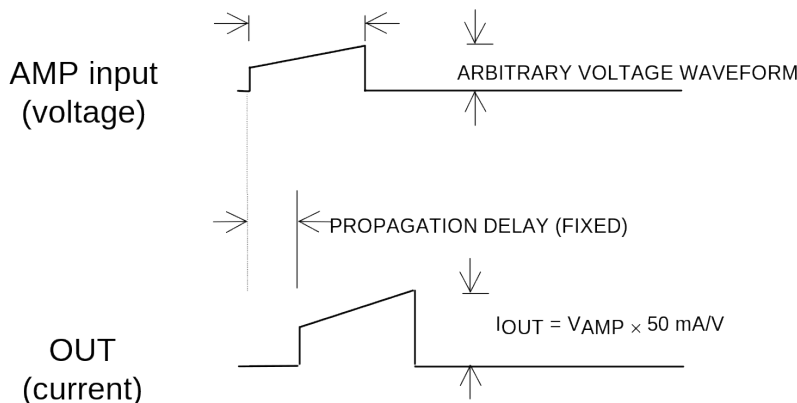 AMP input
(voltage)
ARBITRARY VOLTAGE WAVEFORM
PROPAGATION DELAY (FIXED)
IOUT = VAMP × 50 mA/V
OUT
(current)